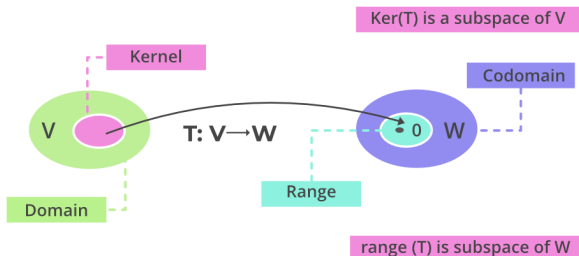 Ker(T) is a subspace of V
Kernel
Codomain
V
T: V→W
0
W
Range
Domain
range (T) is subspace of W